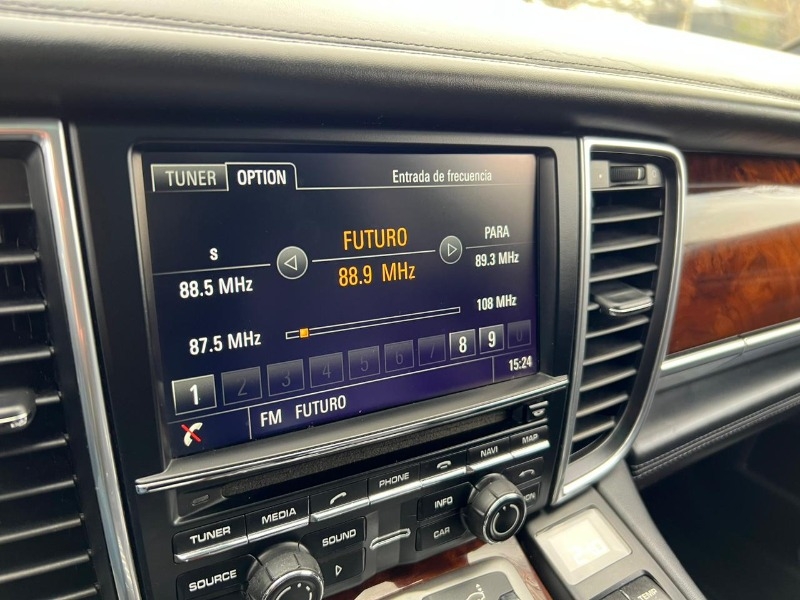 TUNER OPTION Entrada de frecuencia
S FUTURO PARA
88.5 MHz 88.9 MHz 89.3 MHz
87.5 MHz 108 MHz
1 2 3 4 5 6 7 8 9 0
15:24
FM FUTURO
TUNER MEDIA PHONE NAVI MAP
SOURCE SOUND INFO
CAR
TEMP